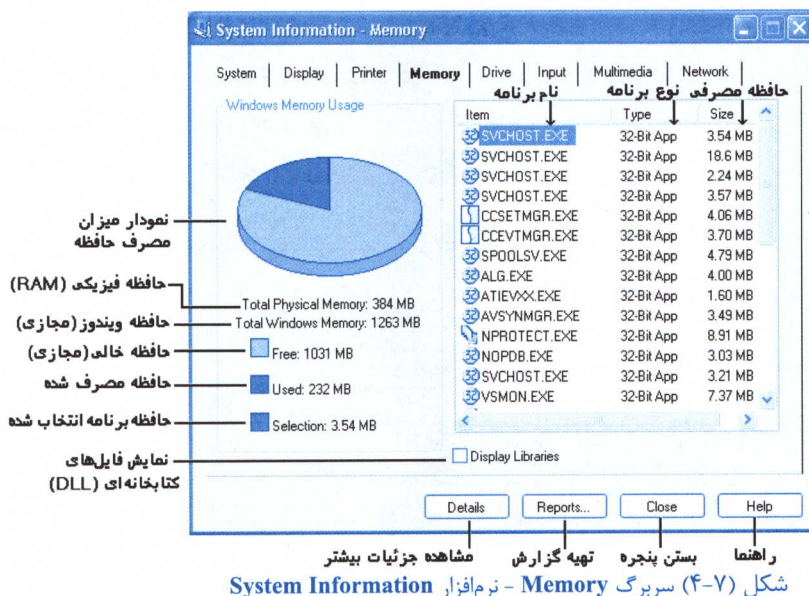 System Information - Memory
System Display Printer Memory Drive Input Multimedia Network
نام برنامه نوع برنامه حافظه مصرفی
Windows Memory Usage
Item Type Size
SVCHOST.EXE 32-Bit App 3.54 MB
SVCHOST.EXE 32-Bit App 18.6 MB
SVCHOST.EXE 32-Bit App 2.24 MB
SVCHOST.EXE 32-Bit App 3.57 MB
CCSETMGR.EXE 32-Bit App 4.06 MB
CCEVTMGR.EXE 32-Bit App 3.70 MB
SPOOLSV.EXE 32-Bit App 4.79 MB
ALG.EXE 32-Bit App 4.00 MB
ATIEVXX.EXE 32-Bit App 1.60 MB
AVSYNMGR.EXE 32-Bit App 3.49 MB
NPROTECT.EXE 32-Bit App 8.91 MB
NOPDB.EXE 32-Bit App 3.03 MB
SVCHOST.EXE 32-Bit App 3.21 MB
VSMON.EXE 32-Bit App 7.37 MB
نمودار میزان
مصرف حافظه
حافظه فیزیکی (RAM)
Total Physical Memory: 384 MB
حافظه ویندوز (مجازی)
Total Windows Memory: 1263 MB
حافظه خالی (مجازی)
Free: 1031 MB
حافظه مصرف شده
Used: 232 MB
حافظه برنامه انتخاب شده
Selection: 3.54 MB
نمایش فایل‌های
کتابخانه‌ای (DLL)
Display Libraries
Details Reports... Close Help
مشاهده جزئیات بیشتر تهیه گزارش بستن پنجره راهنما
شکل (۷-۴) سربرگ Memory - نرم‌افزار System Information